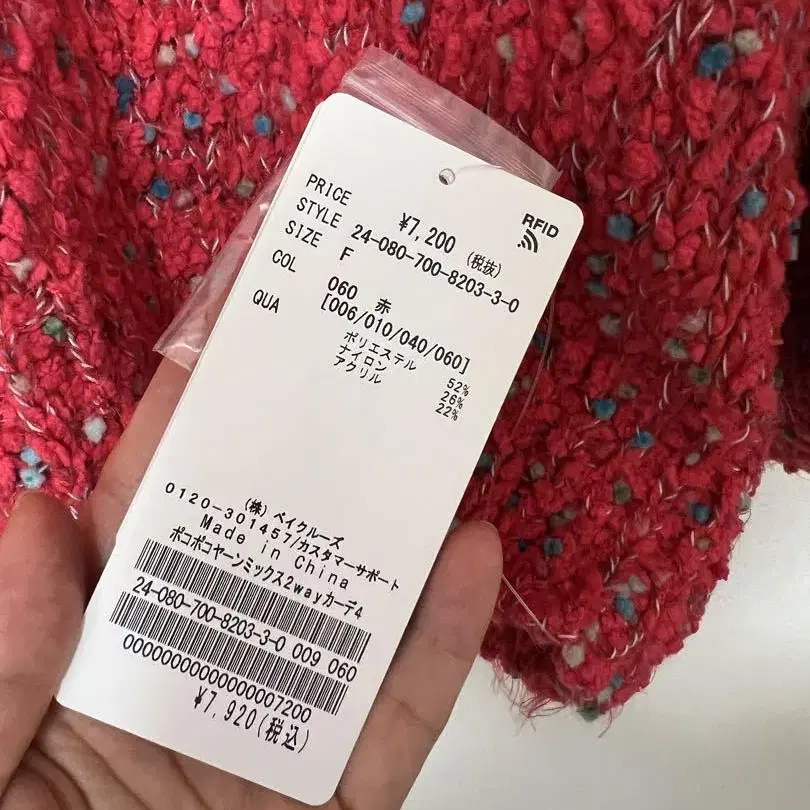 RFID
PRICE ¥7,200 (税抜)
STYLE 24-080-700-8203-3-0
SIZE F
COL 060 赤
[006/010/040/060]
QUA ポリエステル 52%
ナイロン 26%
アクリル 22%
(株)ベイクルーズ
0120-301457/カスタマーサポート
Made in China
ポコポコヤーンミックス2wayカーデ4
24-080-700-8203-3-0 009 060
00000000000000007200
¥7,920(税込)